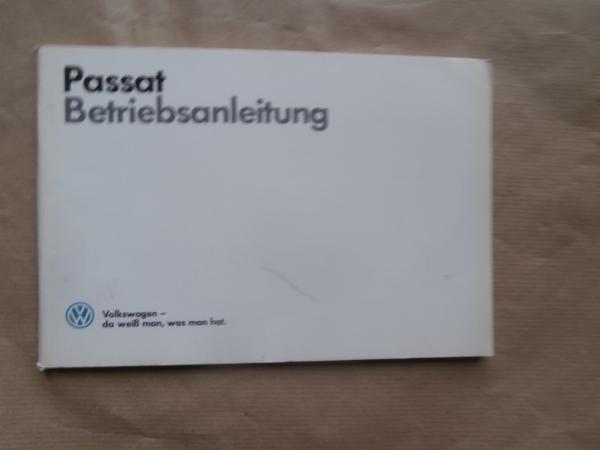 Passat
Betriebsanleitung
Volkswagen –
da weiß man, was man hat.